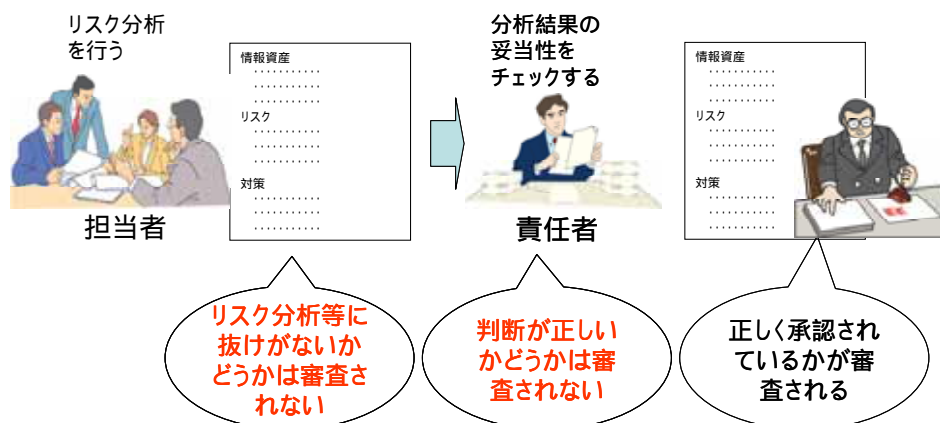 リスク分析
を行う
情報資産
…………
…………
…………
リスク
…………
…………
…………
対策
…………
…………
…………
担当者
分析結果の
妥当性を
チェックする
責任者
情報資産
…………
…………
…………
リスク
…………
…………
…………
対策
…………
…………
…………
リスク分析等に
抜けがないか
どうかは審査さ
れない
判断が正しい
かどうかは審
査されない
正しく承認され
ているかが審
査される